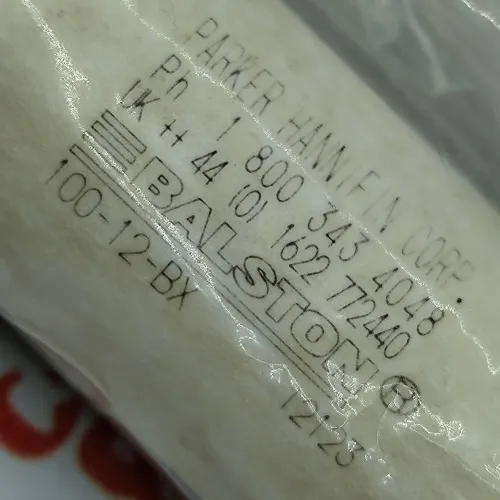 PARKER HANNIFIN CORP.
Ph 1 800 343 4048
UK ++ 44 (0) 1622 772440
BALSTON®
100-12-BX
12123